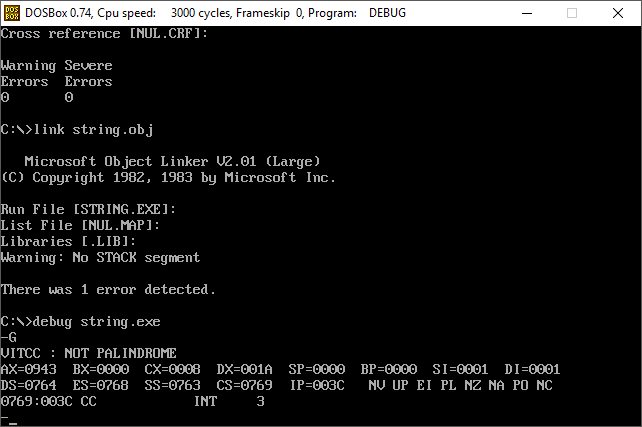 DOSBox 0.74, Cpu speed: 3000 cycles, Frameskip 0, Program: DEBUG
Cross reference [NUL.CRF]:
Warning Severe
Errors Errors
0 0
C:\>link string.obj
Microsoft Object Linker V2.01 (Large)
(C) Copyright 1982, 1983 by Microsoft Inc.
Run File [STRING.EXE]:
List File [NUL.MAP]:
Libraries [.LIB]:
Warning: No STACK segment
There was 1 error detected.
C:\>debug string.exe
-G
VITCC : NOT PALINDROME
AX=0943 BX=0000 CX=0008 DX=001A SP=0000 BP=0000 SI=0001 DI=0001
DS=0764 ES=0768 SS=0763 CS=0769 IP=003C NV UP EI PL NZ NA PO NC
0769:003C CC INT 3
-_